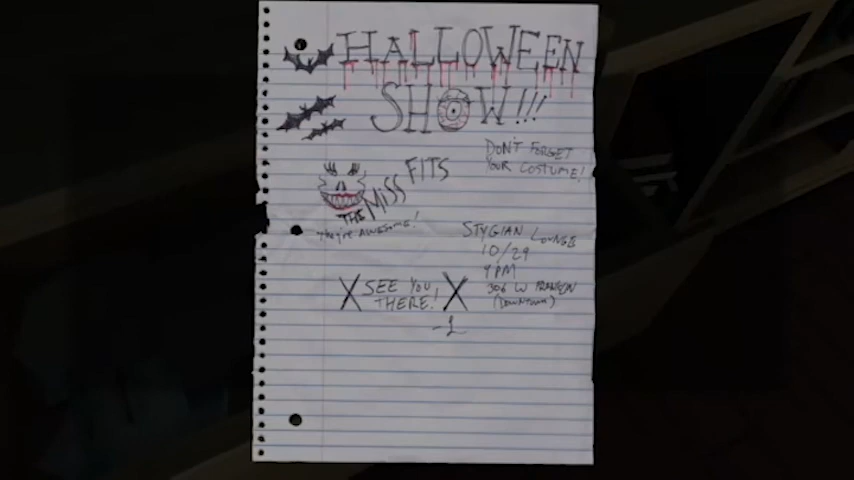 HALLOWEEN
SHOW!!!
DON'T FORGET
YOUR COSTUME!
THE MISS FITS
They're AWESOME!
STYGIAN LOUNGE
10/29
9PM
306 W
(DOWNTOWN)
X SEE YOU THERE! X
-L